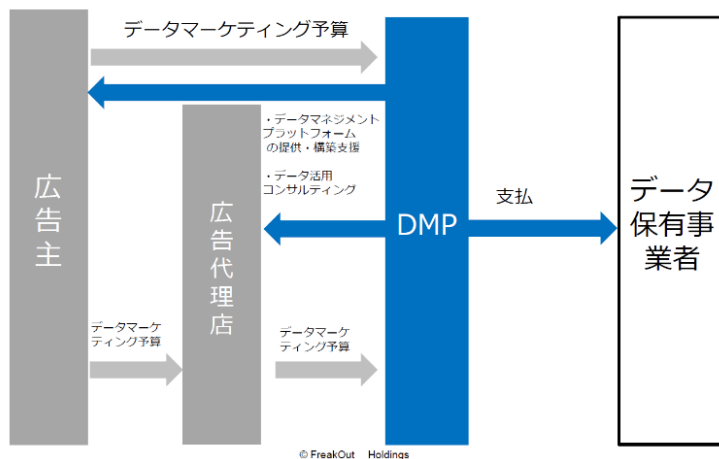 データマーケティング予算
・データマネジメント
プラットフォーム
の提供・構築支援
・データ活用
コンサルティング
広告主
広告代理店
DMP
支払
データ
保有事
業者
データマーケ
ティング予算
データマーケ
ティング予算
© FreakOut Holdings